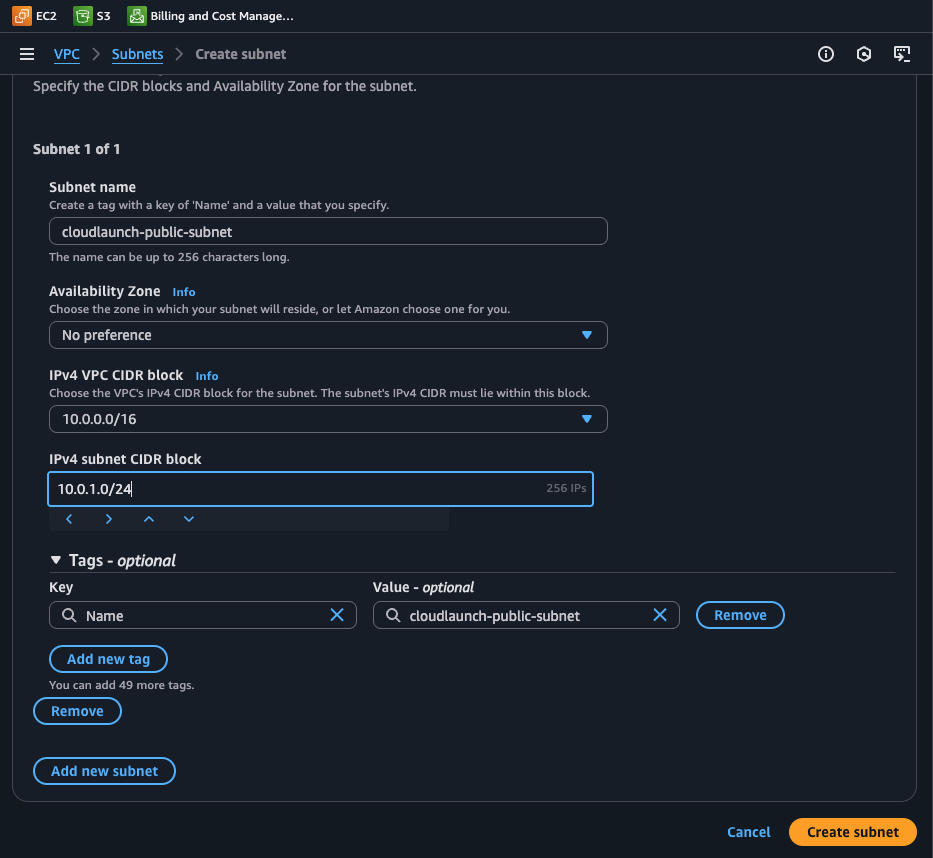 EC2 S3 Billing and Cost Manage...
VPC > Subnets > Create subnet
Specify the CIDR blocks and Availability Zone for the subnet.
Subnet 1 of 1
Subnet name
Create a tag with a key of 'Name' and a value that you specify.
cloudlaunch-public-subnet
The name can be up to 256 characters long.
Availability Zone Info
Choose the zone in which your subnet will reside, or let Amazon choose one for you.
No preference
IPv4 VPC CIDR block Info
Choose the VPC's IPv4 CIDR block for the subnet. The subnet's IPv4 CIDR must lie within this block.
10.0.0.0/16
IPv4 subnet CIDR block
10.0.1.0/24 256 IPs
Tags - optional
Key Value - optional
Name cloudlaunch-public-subnet Remove
Add new tag
You can add 49 more tags.
Remove
Add new subnet
Cancel Create subnet